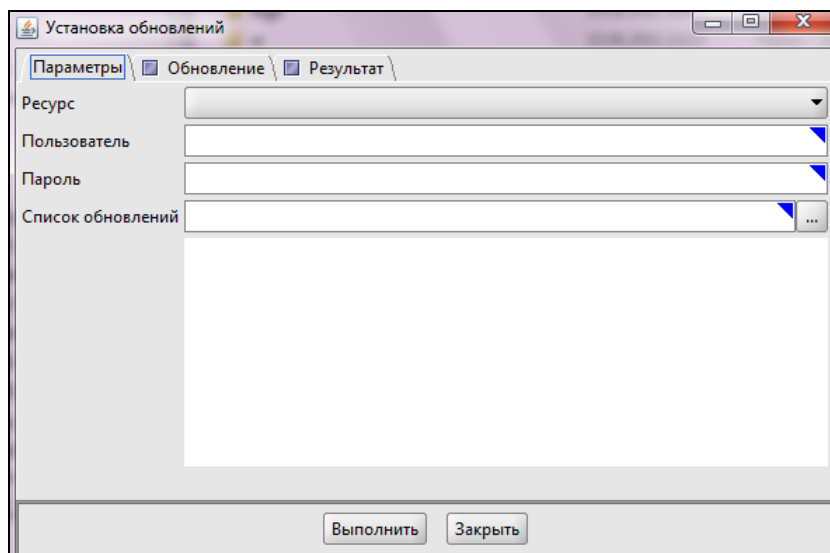 Установка обновлений
Параметры Обновление Результат
Ресурс
Пользователь
Пароль
Список обновлений ...
Выполнить Закрыть